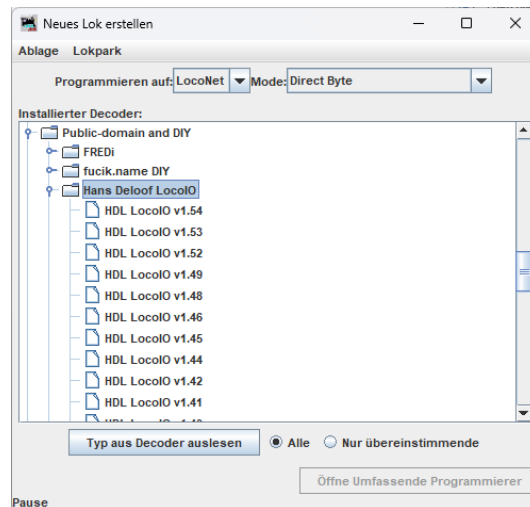 Neues Lok erstellen
Ablage Lokpark
Programmieren auf: LocoNet Mode: Direct Byte
Installierter Decoder:
Public-domain and DIY
FREDi
fucik.name DIY
Hans Deloof LocoIO
HDL LocoIO v1.54
HDL LocoIO v1.53
HDL LocoIO v1.52
HDL LocoIO v1.49
HDL LocoIO v1.48
HDL LocoIO v1.46
HDL LocoIO v1.45
HDL LocoIO v1.44
HDL LocoIO v1.42
HDL LocoIO v1.41
Typ aus Decoder auslesen Alle Nur übereinstimmende
Öffne Umfassende Programmierer
Pause